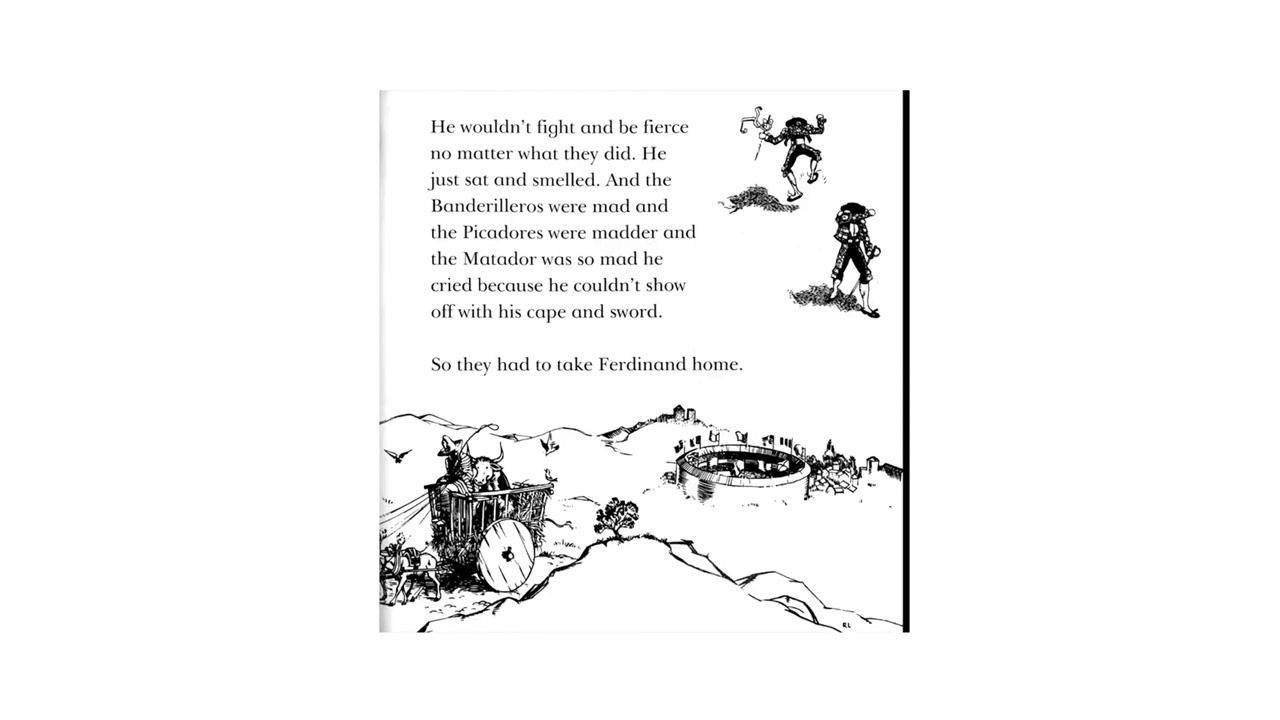 He wouldn't fight and be fierce
no matter what they did. He
just sat and smelled. And the
Banderilleros were mad and
the Picadores were madder and
the Matador was so mad he
cried because he couldn't show
off with his cape and sword.
So they had to take Ferdinand home.
RL